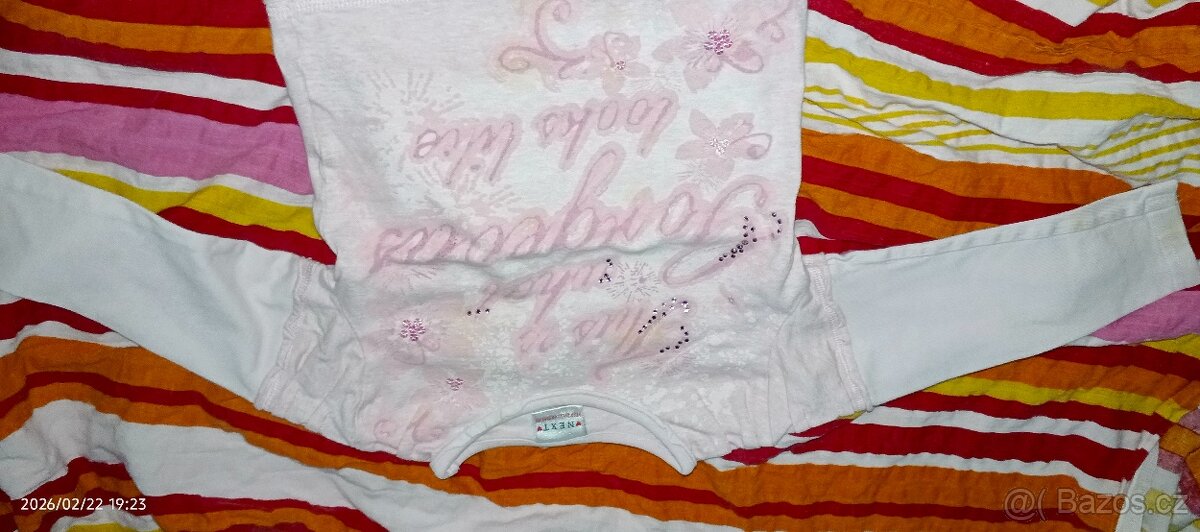 This is
what
Gorgeous
looks like!
NEXT
2026/02/22 19:23
Bazos.cz